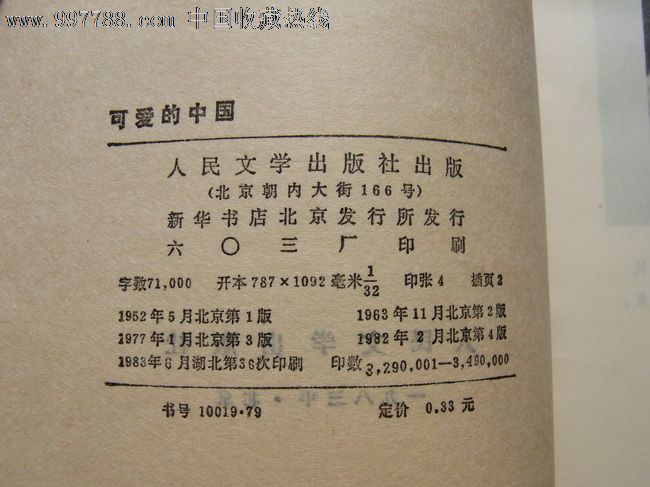 www.997788.com 中国收藏热线
可爱的中国
人民文学出版社出版
(北京朝内大街166号)
新华书店北京发行所发行
六〇三厂印刷
字数71,000 开本787×1092毫米1/32 印张4 插页2
1952年5月北京第1版 1963年11月北京第2版
1977年1月北京第3版 1982年2月北京第4版
1983年6月湖北第36次印刷 印数3,290,001—3,490,000
书号10019·79 定价0.33元